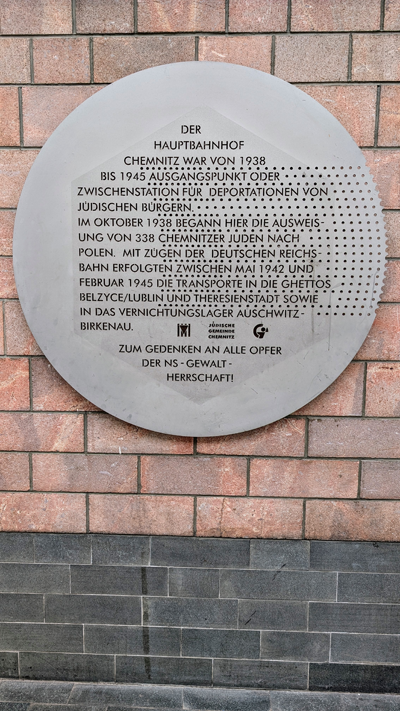 DER
HAUPTBAHNHOF
CHEMNITZ WAR VON 1938
BIS 1945 AUSGANGSPUNKT ODER
ZWISCHENSTATION FÜR DEPORTATIONEN VON
JÜDISCHEN BÜRGERN.
IM OKTOBER 1938 BEGANN HIER DIE AUSWEIS-
UNG VON 338 CHEMNITZER JUDEN NACH
POLEN. MIT ZÜGEN DER DEUTSCHEN REICHS-
BAHN ERFOLGTEN ZWISCHEN MAI 1942 UND
FEBRUAR 1945 DIE TRANSPORTE IN DIE GHETTOS
BELZYCE/LUBLIN UND THERESIENSTADT SOWIE
IN DAS VERNICHTUNGSLAGER AUSCHWITZ-
BIRKENAU.
JÜDISCHE
GEMEINDE
CHEMNITZ
ZUM GEDENKEN AN ALLE OPFER
DER NS - GEWALT -
HERRSCHAFT!